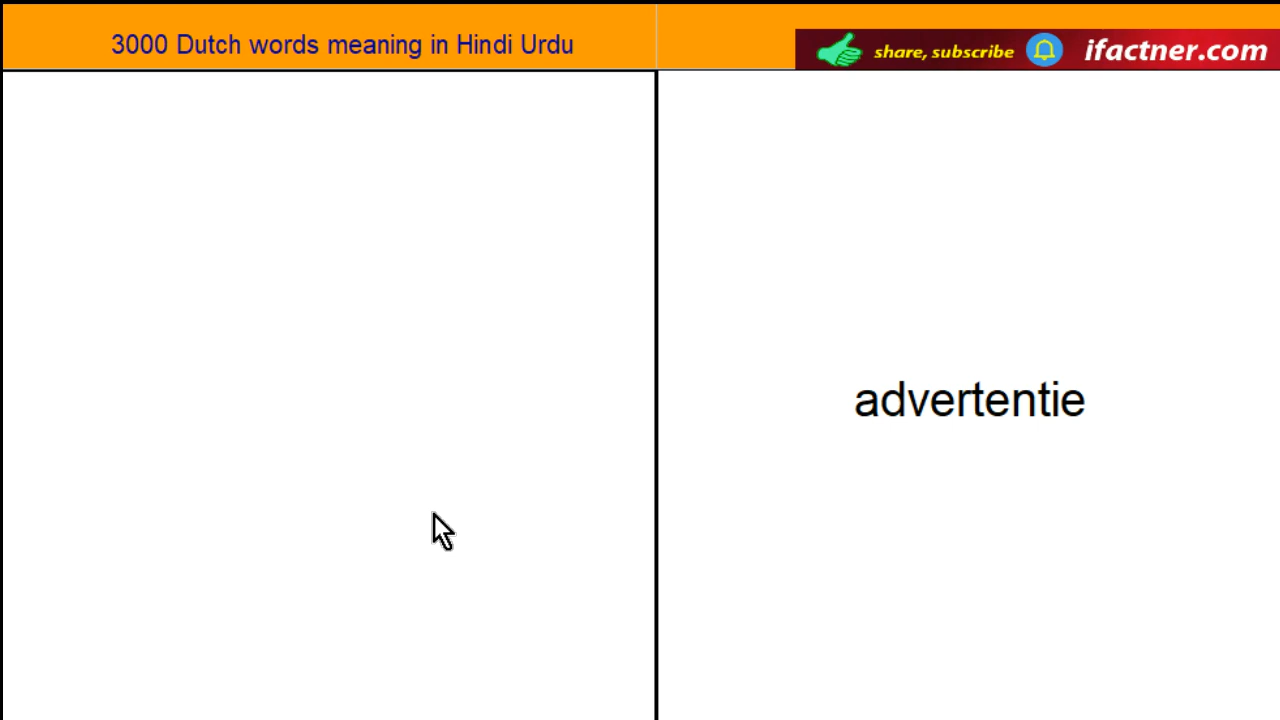 3000 Dutch words meaning in Hindi Urdu
share, subscribe
ifactner.com
advertentie